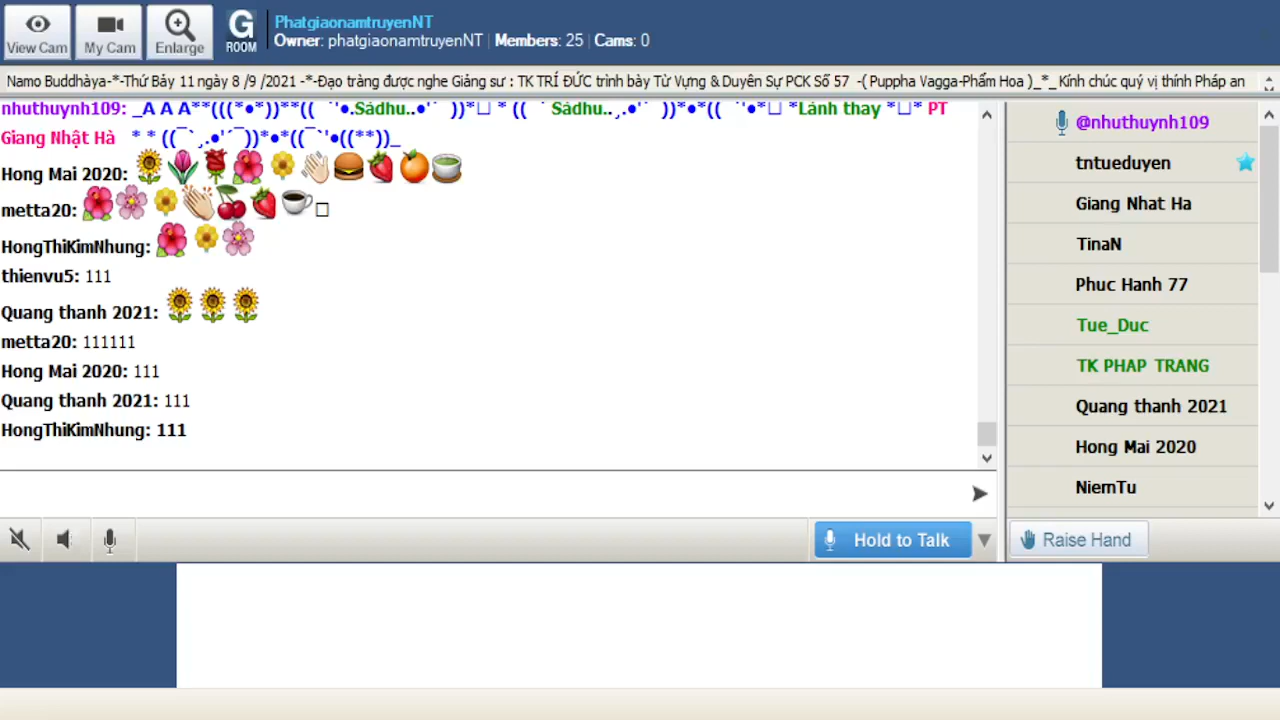 View Cam
My Cam
Enlarge
G
ROOM
PhatgiaonamtruyenNT
Owner: phatgiaonamtruyenNT | Members: 25 | Cams: 0
Namo Buddhàya-*-Thứ Bảy 11 ngày 8 /9 /2021 -*-Đạo tràng được nghe Giảng sư : TK TRÍ ĐỨC trình bày Từ Vựng & Duyên Sự PCK Số 57 -( Puppha Vagga-Phẩm Hoa )_*_ Kính chúc quý vị thính Pháp an
nhuthuynh109: _A A A**(((*●*))**(( ¨`'●.Sādhu..●'´¨ ))*□ * (( ¨` Sādhu..¸.●'´¨ ))*●*(( ¨`'●*□ *Lành thay *□* PT
Giang Nhật Hà * * ((¯`¸.●'´¯))*●*((¯`'●((**))_
Hong Mai 2020: 🌻🌷🌹🌺🌼👋🏻🍔🍓🍊🍵
metta20: 🌺🌸🌼👏🏻🍒🍓☕□
HongThiKimNhung: 🌺🌼🌸
thienvu5: 111
Quang thanh 2021: 🌻🌻🌻
metta20: 111111
Hong Mai 2020: 111
Quang thanh 2021: 111
HongThiKimNhung: 111
Hold to Talk
@nhuthuynh109
tntueduyen
Giang Nhat Ha
TinaN
Phuc Hanh 77
Tue_Duc
TK PHAP TRANG
Quang thanh 2021
Hong Mai 2020
NiemTu
Raise Hand